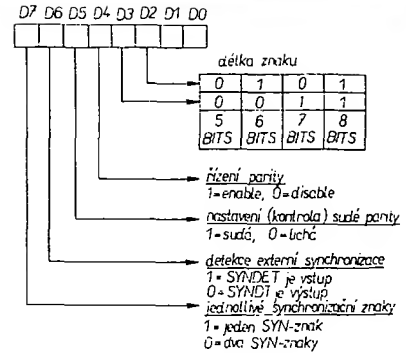 D7 D6 D5 D4 D3 D2 D1 D0
délka znaku
0 1 0 1
0 0 1 1
5 6 7 8
BITS BITS BITS BITS
řízení parity
1=enable, 0=disable
nastavení (kontrola) sudé parity
1=sudá, 0=lichá
detekce externí synchronizace
1= SYNDET je vstup
0= SYNDT je výstup
jednotlivé synchronizační znaky
1= jeden SYN-znak
0= dva SYN-znaky